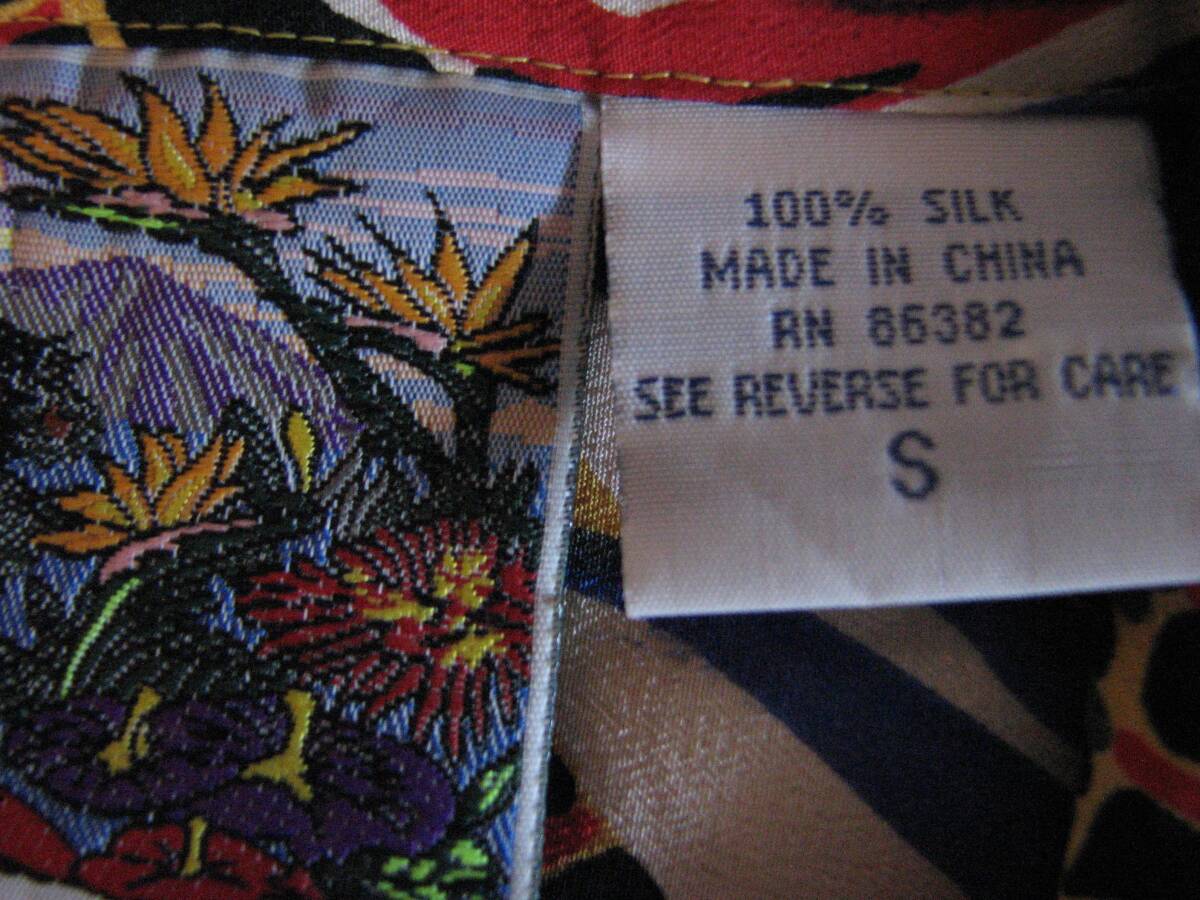 100% SILK
MADE IN CHINA
RN 86382
SEE REVERSE FOR CARE
S